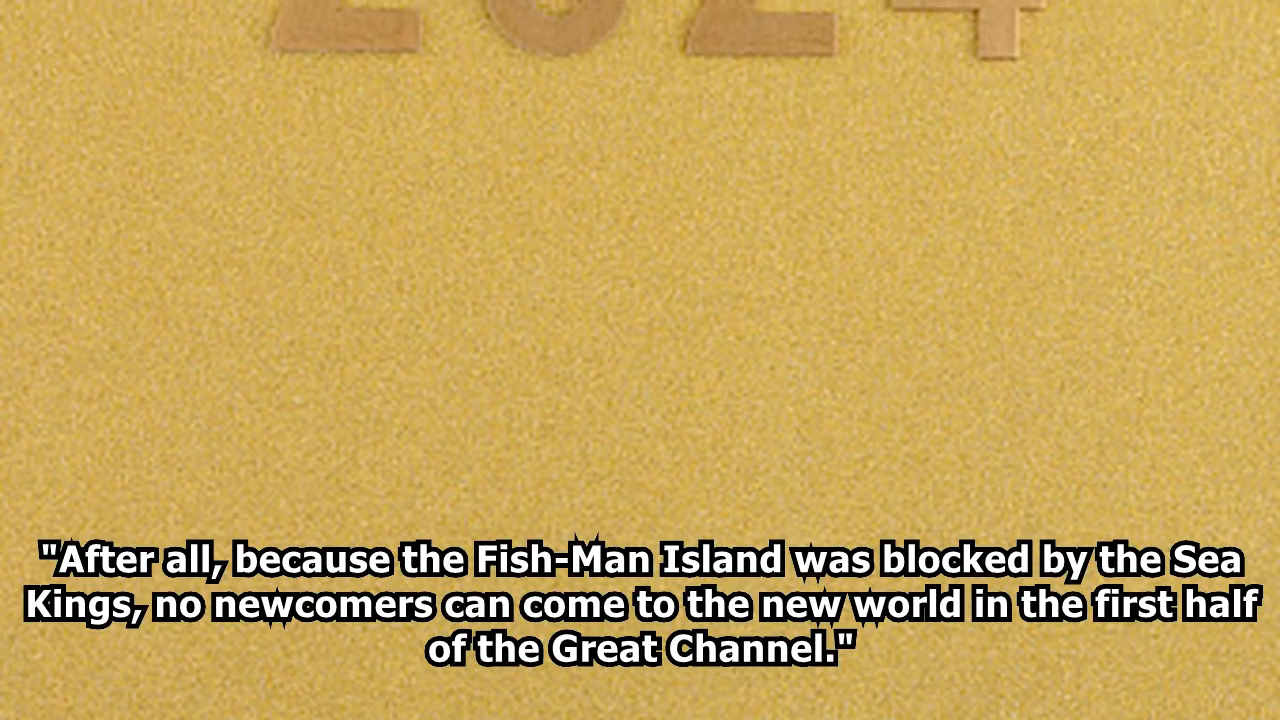 2024
"After all, because the Fish-Man Island was blocked by the Sea
Kings, no newcomers can come to the new world in the first half
of the Great Channel."